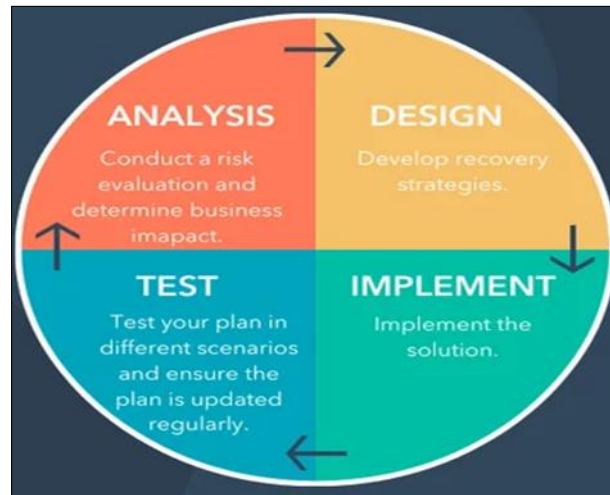 ANALYSIS
Conduct a risk
evaluation and
determine business
imapact.
DESIGN
Develop recovery
strategies.
TEST
Test your plan in
different scenarios
and ensure the
plan is updated
regularly.
IMPLEMENT
Implement the
solution.